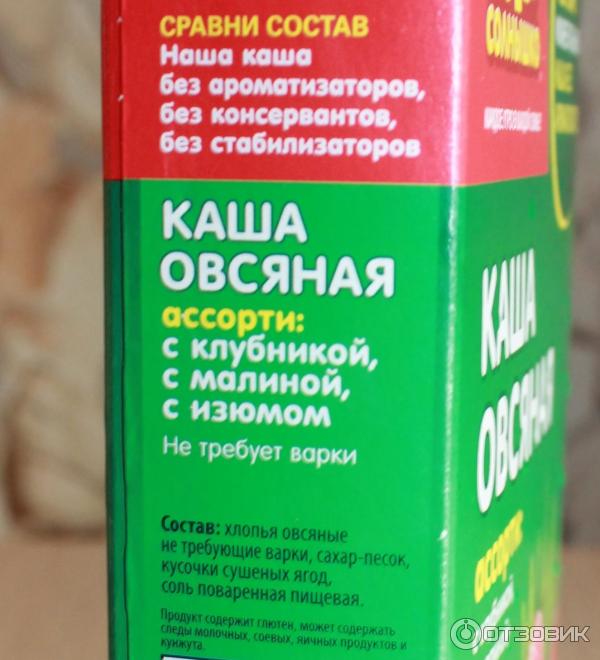 СРАВНИ СОСТАВ
Наша каша
без ароматизаторов,
без консервантов,
без стабилизаторов
КАША
ОВСЯНАЯ
ассорти:
с клубникой,
с малиной,
с изюмом
Не требует варки
Состав: хлопья овсяные
не требующие варки, сахар-песок,
кусочки сушеных ягод,
соль поваренная пищевая.
Продукт содержит глютен, может содержать
следы молочных, соевых, яичных продуктов и
кунжута.
СОЛНЫШКО
КАША
ОВСЯНАЯ
ассорти:
ОТЗОВИК